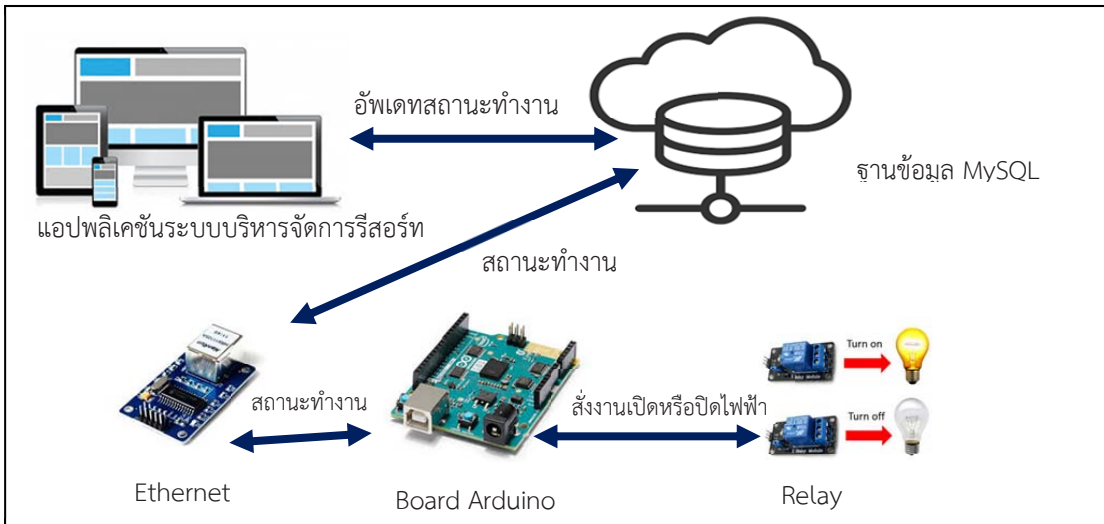 อัพเดทสถานะทำงาน
ฐานข้อมูล MySQL
แอปพลิเคชันระบบบริหารจัดการรีสอร์ท
สถานะทำงาน
Turn on
สถานะทำงาน
สั่งงานเปิดหรือปิดไฟฟ้า
Turn off
Ethernet
Board Arduino
Relay